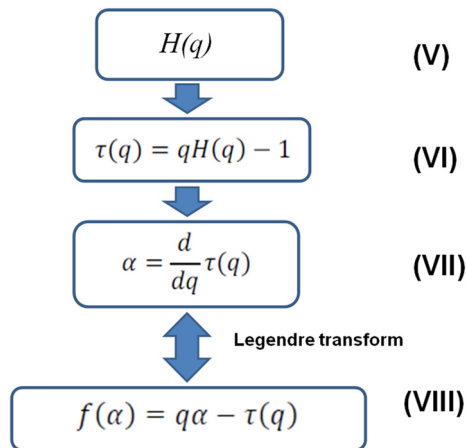 H(q) (V)
τ(q) = qH(q) − 1 (VI)
α = d/dq τ(q) (VII)
Legendre transform
f(α) = qα − τ(q) (VIII)